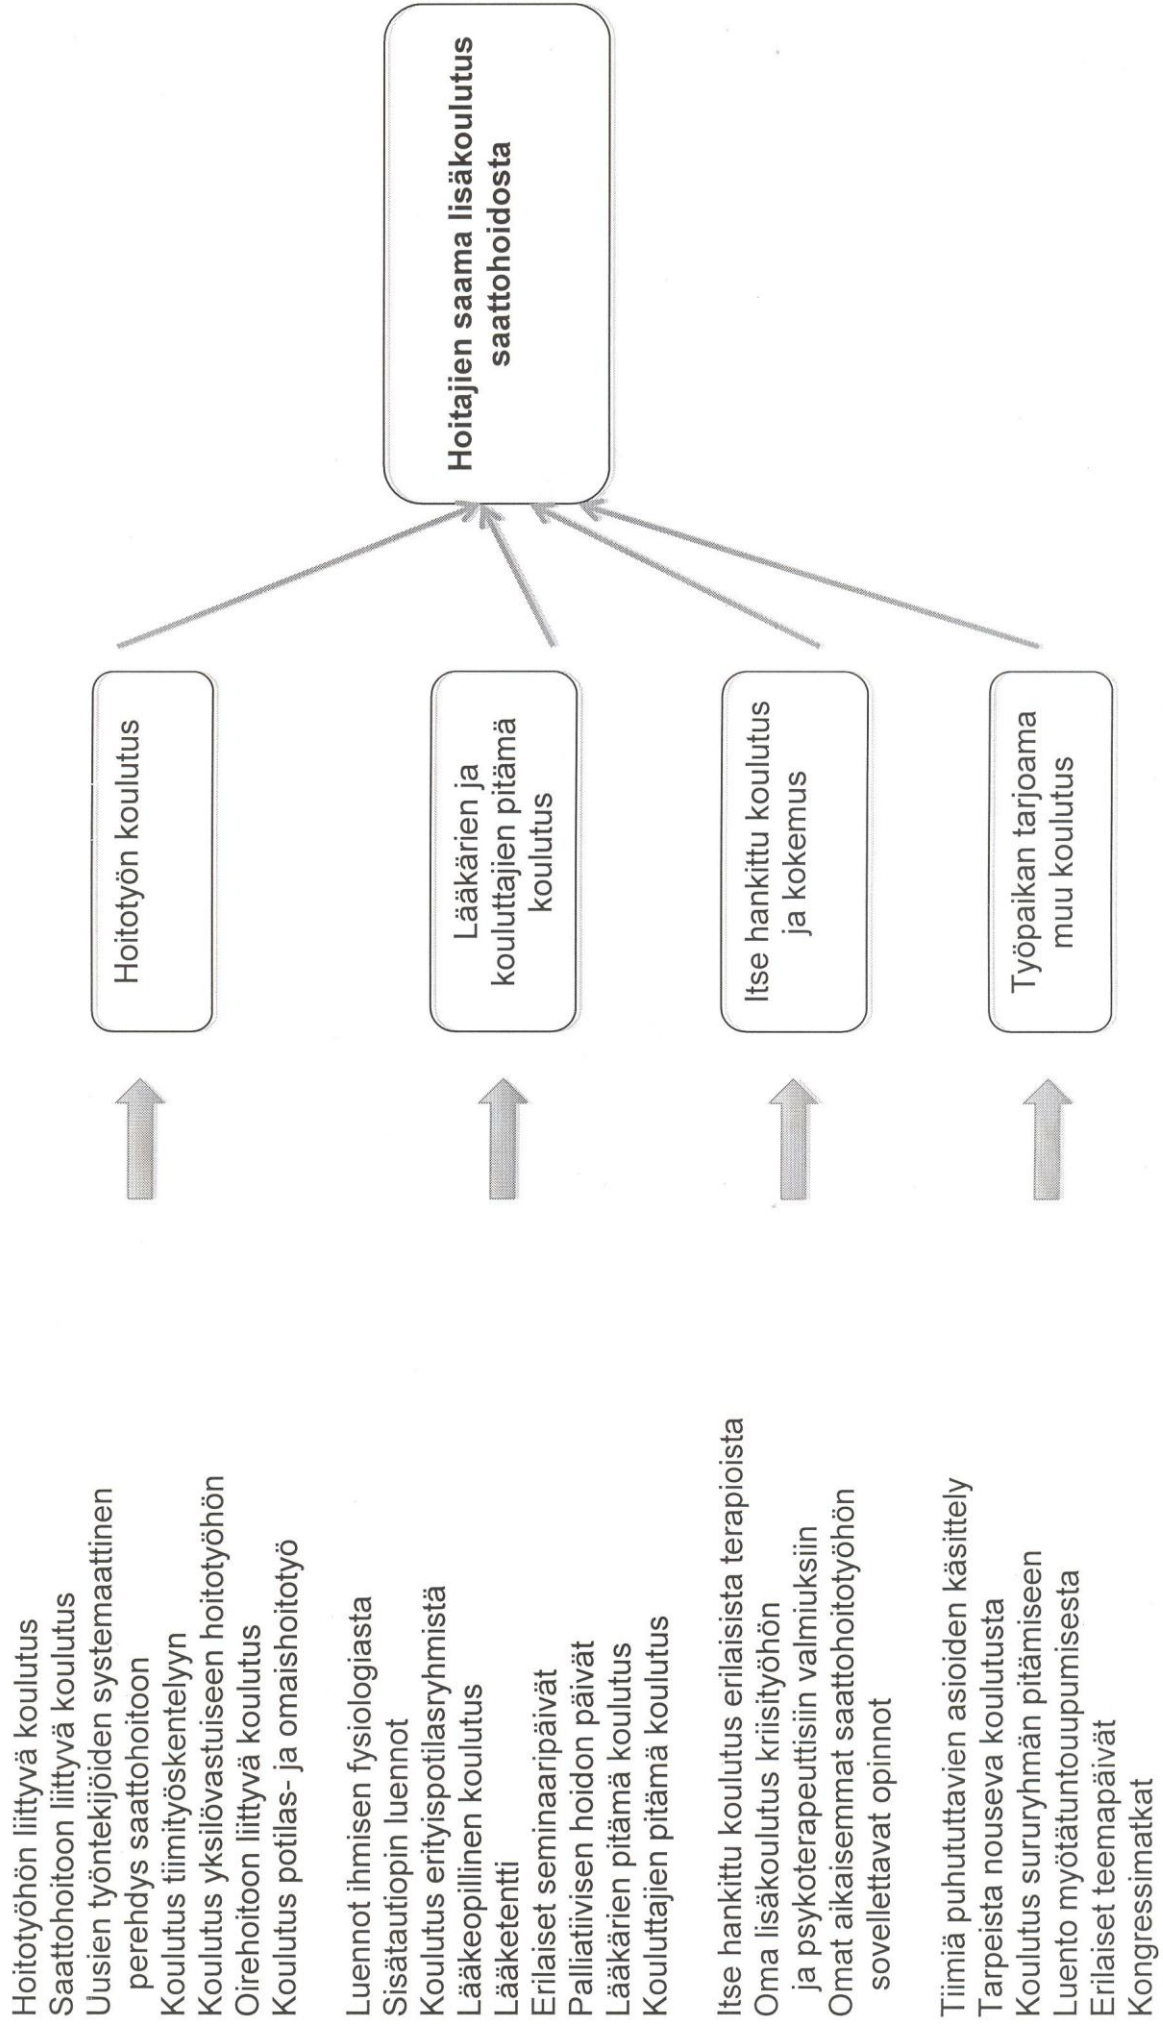 Hoitotyöhön liittyvä koulutus
Saattohoitoon liittyvä koulutus
Uusien työntekijöiden systemaattinen
perehdys saattohoitoon
Koulutus tiimityöskentelyyn
Koulutus yksilövastuiseen hoitotyöhön
Oirehoitoon liittyvä koulutus
Koulutus potilas- ja omaishoitotyö
Hoitotyön koulutus
Luennot ihmisen fysiologiasta
Sisätautiopin luennot
Koulutus erityispotilasryhmistä
Lääkeopillinen koulutus
Lääketentti
Erilaiset seminaaripäivät
Palliatiivisen hoidon päivät
Lääkärien pitämä koulutus
Kouluttajien pitämä koulutus
Lääkärien ja
kouluttajien pitämä
koulutus
Itse hankittu koulutus erilaisista terapioista
Oma lisäkoulutus kriisityöhön
ja psykoterapeuttisiin valmiuksiin
Omat aikaisemmat saattohoitotyöhön
sovellettavat opinnot
Itse hankittu koulutus
ja kokemus
Tiimiä puhututtavien asioiden käsittely
Tarpeista nouseva koulutusta
Koulutus sururyhmän pitämiseen
Luento myötätuntoupumisesta
Erilaiset teemapäivät
Kongressimatkat
Työpaikan tarjoama
muu koulutus
Hoitajien saama lisäkoulutus
saattohoidosta